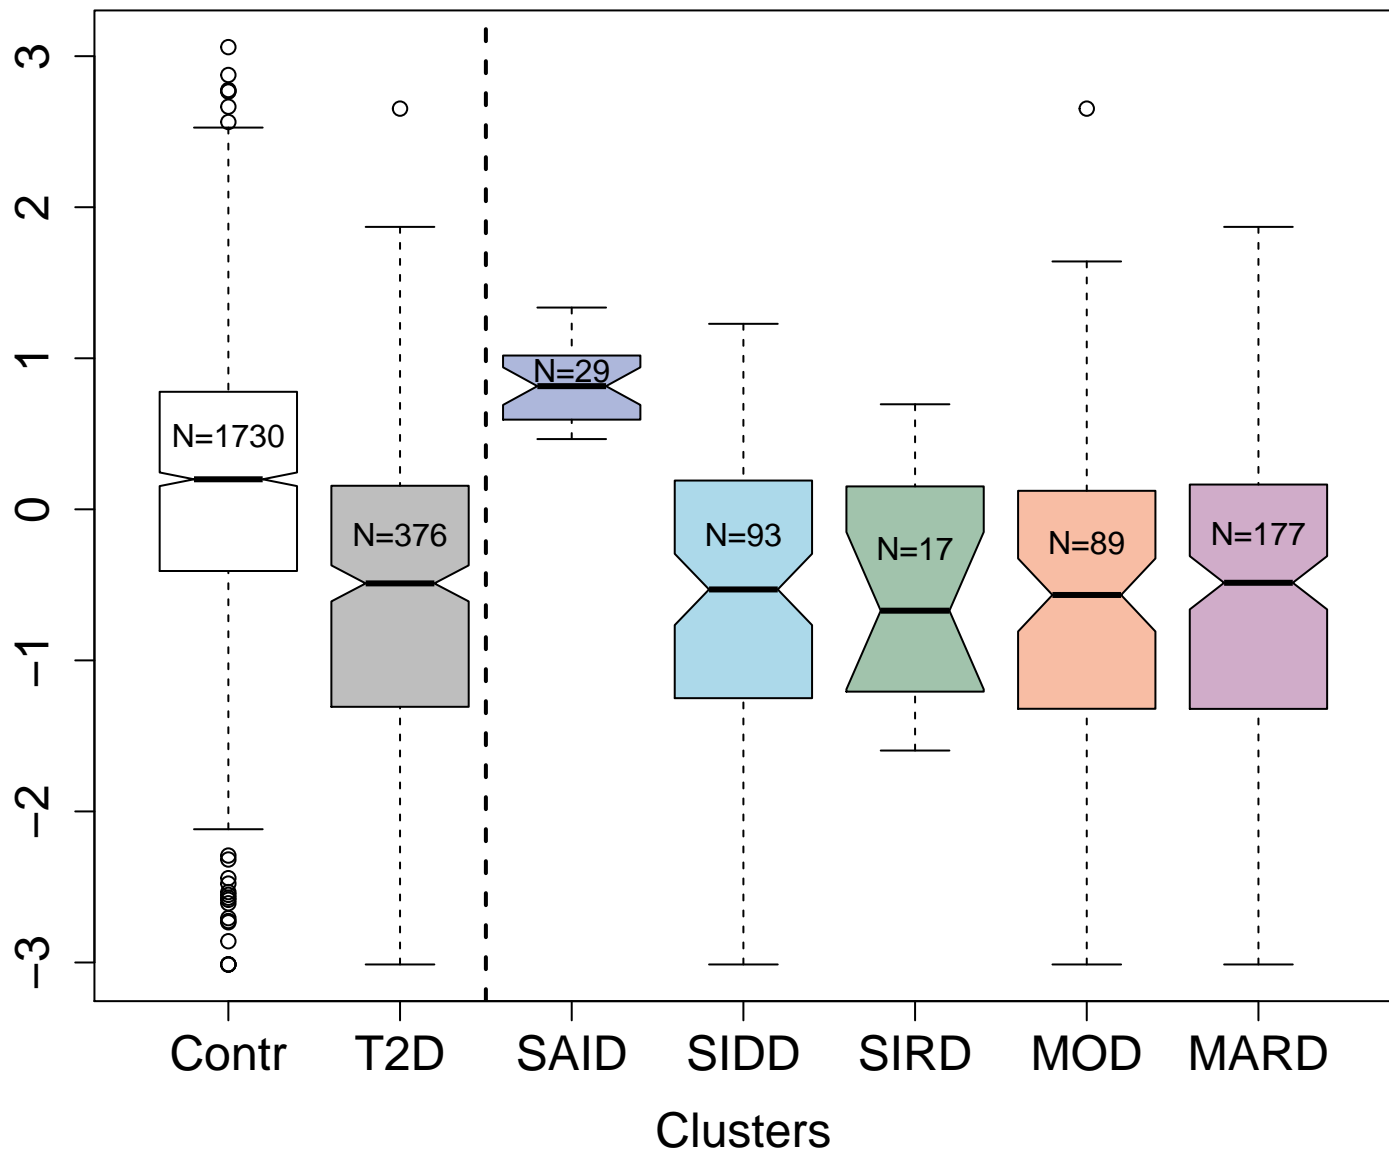 3
2
1
0
−1
−2
−3
N=1730
N=376
N=29
N=93
N=17
N=89
N=177
Contr T2D SAID SIDD SIRD MOD MARD
Clusters